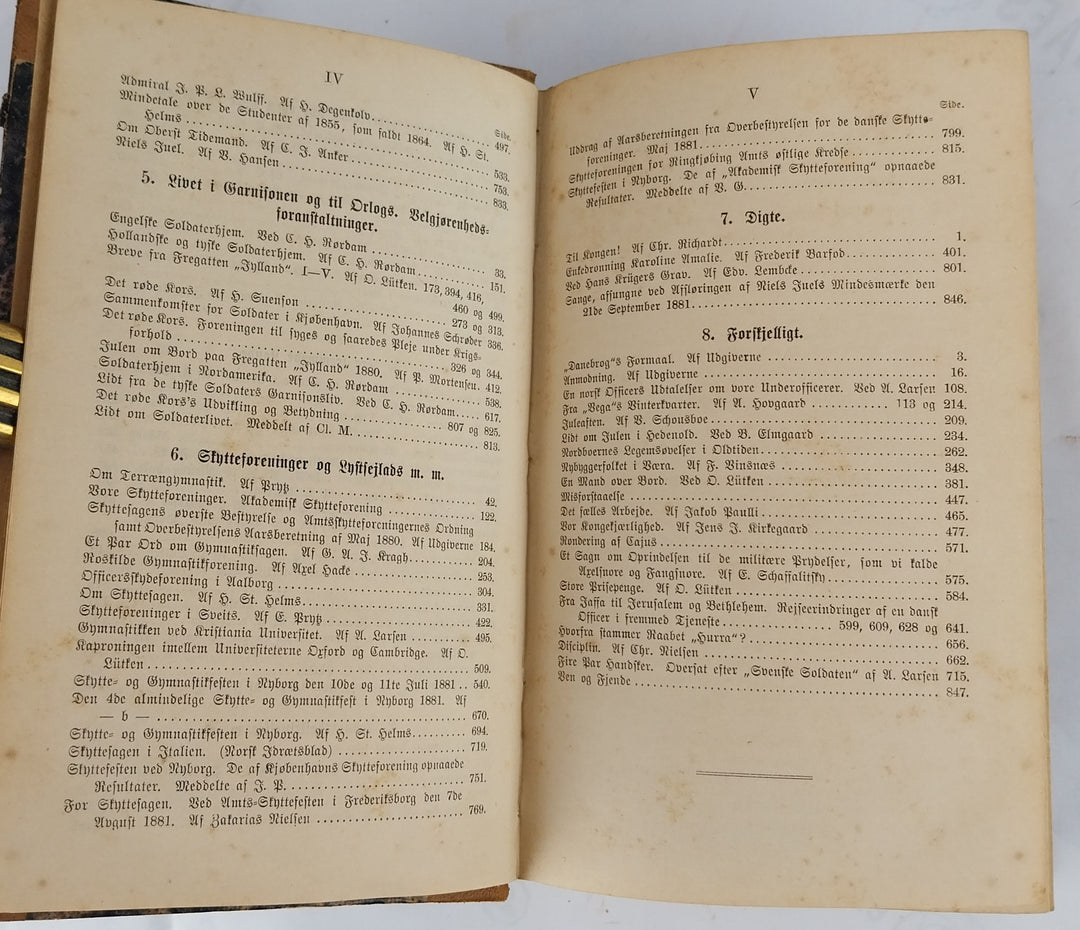 IV
Side.
Admiral J. P. L. Wulff. Af H. Degenkolv.................... 497.
Mindetale over de Studenter af 1855, som faldt 1864. Af H. St.
Helms .................... 533.
Om Oberst Tidemand. Af C. J. Anker .................... 753.
Niels Juel. Af V. Hansen .................... 833.
5. Livet i Garnisonen og til Orlogs. Velgjørenheds-
foranstaltninger.
Engelske Soldaterhjem. Ved C. H. Rørdam .................... 33.
Hollandske og tyske Soldaterhjem. Af C. H. Rørdam.......... 151.
Breve fra Fregatten „Jylland“. I—V. Af O. Lütken. 173, 394, 416,
460 og 499.
Det røde Kors. Af H. Suenson .................... 273 og 313.
Sammenkomster for Soldater i Kjøbenhavn. Af Johannes Schrøder 336.
Det røde Kors. Foreningen til syges og saaredes Pleje under Krigs-
forhold .................... 326 og 344.
Julen om Bord paa Fregatten „Jylland“ 1880. Af P. Mortensen. 412.
Soldaterhjem i Nordamerika. Af C. H. Rørdam .................... 538.
Lidt fra de tyske Soldaters Garnisonsliv. Ved C. H. Rørdam..... 617.
Det røde Kors's Udvikling og Betydning .................... 807 og 825.
Lidt om Soldaterlivet. Meddelt af Cl. M. .................... 813.
6. Skytteforeninger og Lystsejlads m. m.
Om Terrængymnastik. Af Prytz .................... 42.
Vore Skytteforeninger. Akademisk Skytteforening .................... 122.
Skyttesagens øverste Bestyrelse og Amtsskytteforeningernes Ordning
samt Overbestyrelsens Aarsberetning af Maj 1880. Af Udgiverne 184.
Et Par Ord om Gymnastiksagen. Af G. A. J. Kragh.......... 204.
Roskilde Gymnastikforening. Af Axel Hacke .................... 253.
Officersskydeforening i Aalborg .................... 304.
Om Skyttesagen. Af H. St. Helms.................... 331.
Skytteforeninger i Sveits. Af E. Prytz .................... 422.
Gymnastikken ved Kristiania Universitet. Af A. Larsen .......... 495.
Kaproningen imellem Universiteterne Oxford og Cambridge. Af O.
Lütken .................... 509.
Skytte- og Gymnastikfesten i Nyborg den 10de og 11te Juli 1881 .. 540.
Den 4de almindelige Skytte- og Gymnastikfest i Nyborg 1881. Af
— b — .................... 670.
Skytte- og Gymnastikfesten i Nyborg. Af H. St. Helms.......... 694.
Skyttesagen i Italien. (Norsk Idrætsblad) .................... 719.
Skyttefesten ved Nyborg. De af Kjøbenhavns Skytteforening opnaaede
Resultater. Meddelte af J. P. .................... 751.
For Skyttesagen. Ved Amts-Skyttefesten i Frederiksborg den 7de
Avgust 1881. Af Zakarias Nielsen .................... 769.
V
Side.
Uddrag af Aarsberetningen fra Overbestyrelsen for de danske Skytte-
foreninger. Maj 1881 .................... 799.
Skytteforeningen for Ringkjøbing Amts østlige Kredse .......... 815.
Skyttefesten i Nyborg. De af „Akademisk Skytteforening“ opnaaede
Resultater. Meddelte af V. G. .................... 831.
7. Digte.
Til Kongen! Af Chr. Richardt.................... 1.
Enkedronning Karoline Amalie. Af Frederik Barfod .......... 401.
Ved Hans Krügers Grav. Af Edv. Lembcke .................... 801.
Sange, afsungne ved Afsløringen af Niels Juels Mindesmærke den
21de September 1881.................... 846.
8. Forskjelligt.
„Danebrog“s Formaal. Af Udgiverne .................... 3.
Anmodning. Af Udgiverne .................... 16.
En norsk Officers Udtalelser om vore Underofficerer. Ved A. Larsen 108.
Fra „Vega“s Vinterkvarter. Af A. Hovgaard .......... 113 og 214.
Juleaften. Af V. Schousboe .................... 209.
Lidt om Julen i Hedenold. Ved B. Elmgaard .................... 234.
Nordboernes Legemsøvelser i Oldtiden .................... 262.
Nybyggerfolket i Væra. Af F. Vinsnæs .................... 348.
En Mand over Bord. Ved O. Lütken .................... 381.
Misforstaaelse .................... 447.
Det fælles Arbejde. Af Jakob Paulli .................... 465.
Vor Kongekjærlighed. Af Jens J. Kirkegaard .................... 477.
Rondering af Cajus .................... 571.
Et Sagn om Oprindelsen til de militære Prydelser, som vi kalde
Axelsnore og Fangsnore. Af E. Schaffalitsky .................... 575.
Store Prisepenge. Af O. Lütken .................... 584.
Fra Jaffa til Jerusalem og Bethlehem. Rejseerindringer af en dansk
Officer i fremmed Tjeneste .......... 599, 609, 628 og 641.
Hvorfra stammer Raabet „Hurra“? .................... 656.
Disciplin. Af Chr. Nielsen .................... 662.
Fire Par Handsker. Oversat efter „Svenske Soldaten“ af A. Larsen 715.
Ven og Fjende .................... 847.